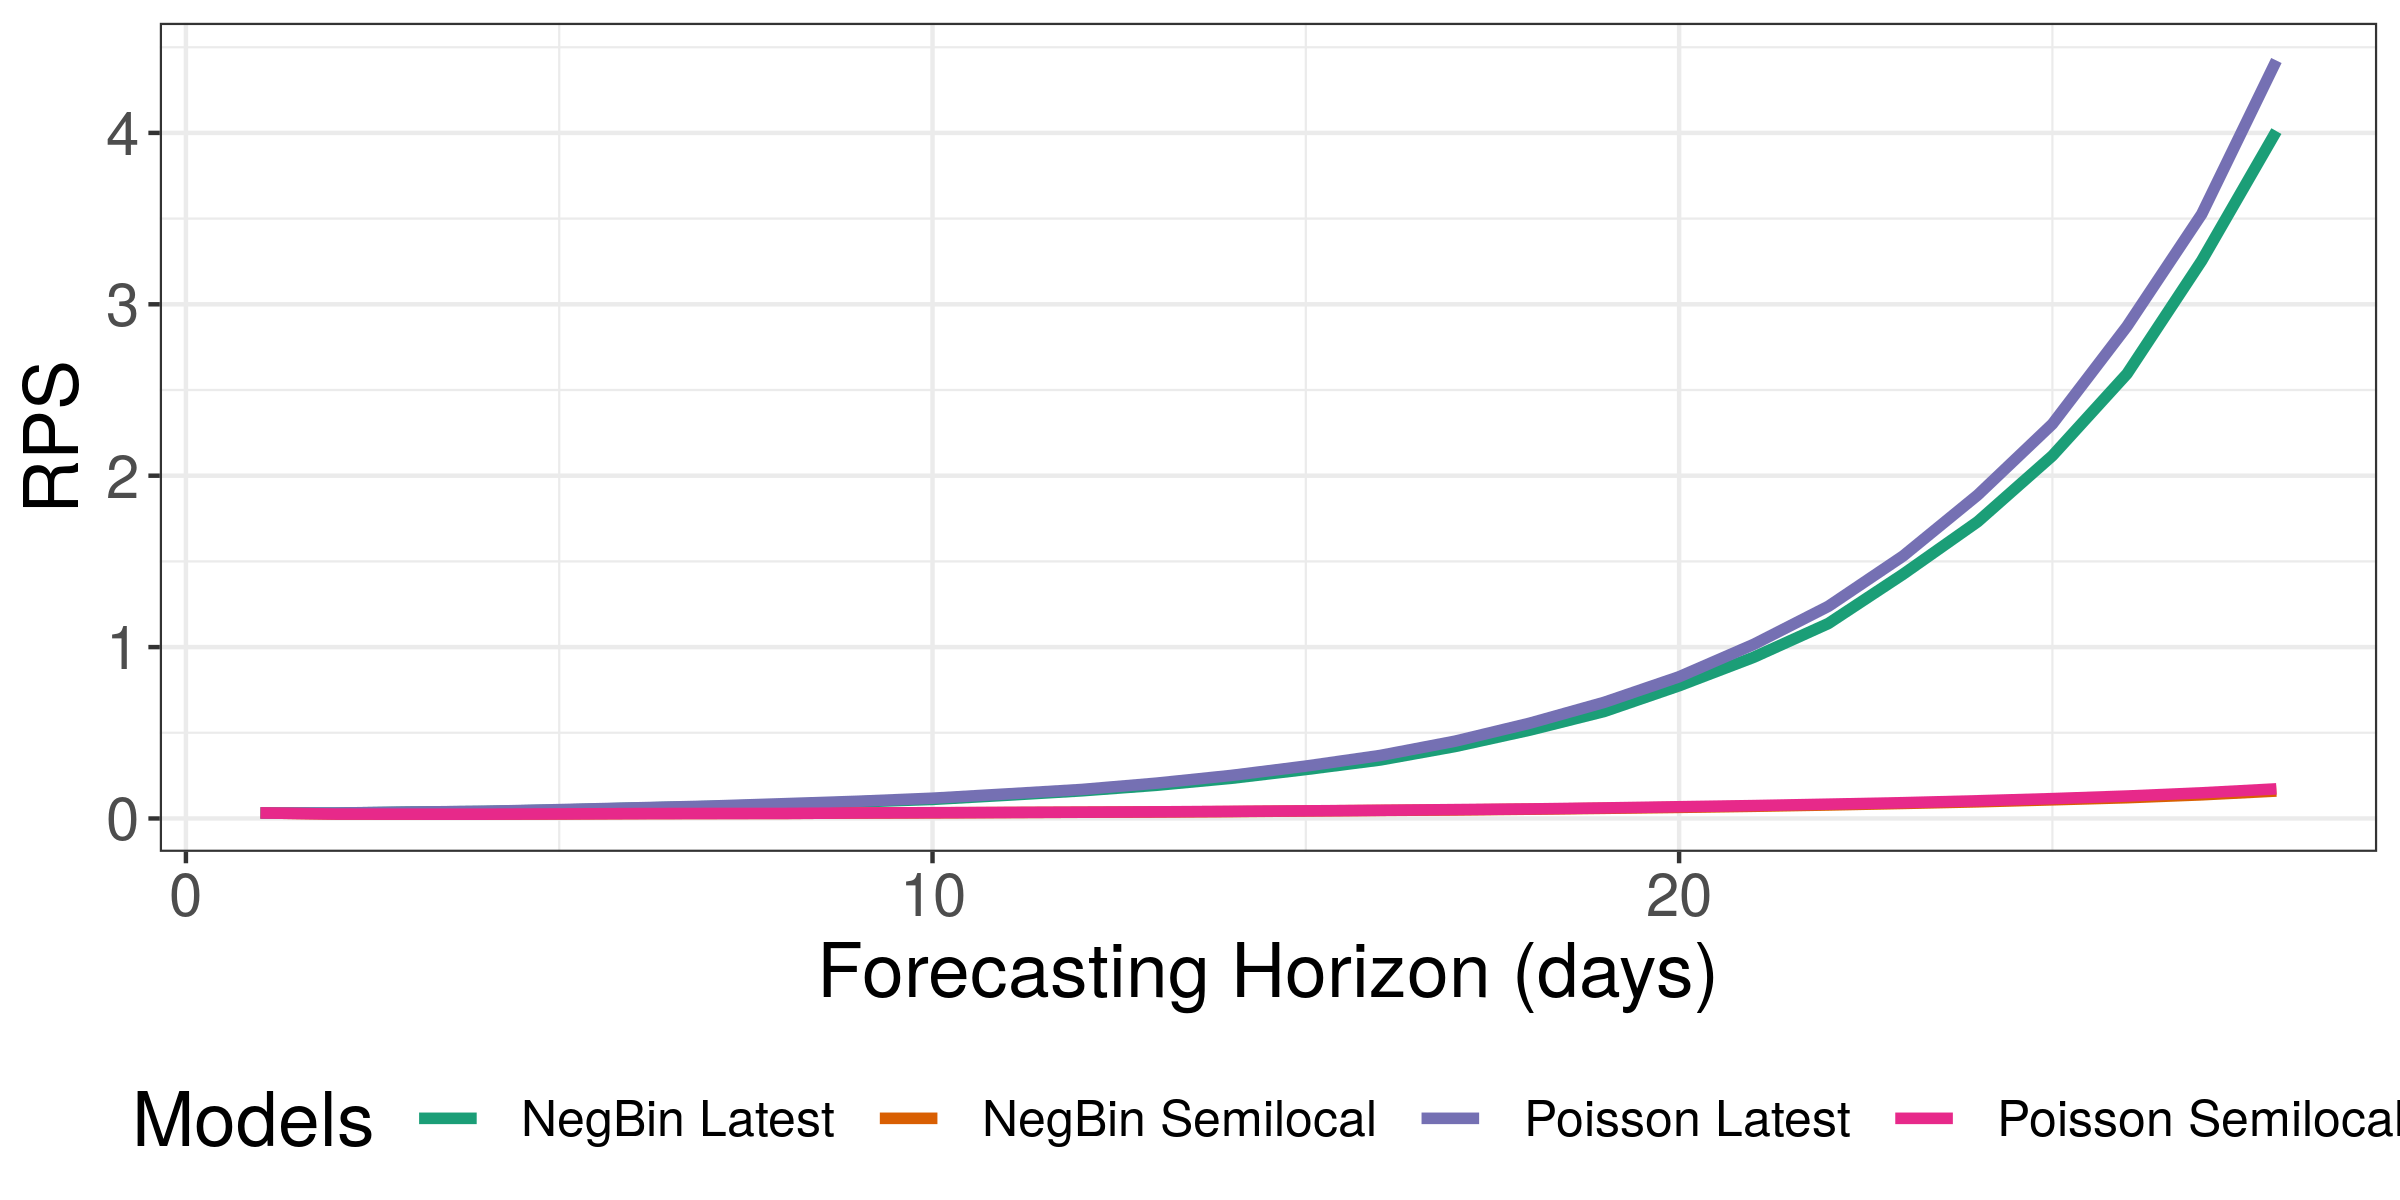 RPS
4
3
2
1
0
0 10 20
Forecasting Horizon (days)
Models NegBin Latest NegBin Semilocal Poisson Latest Poisson Semilocal